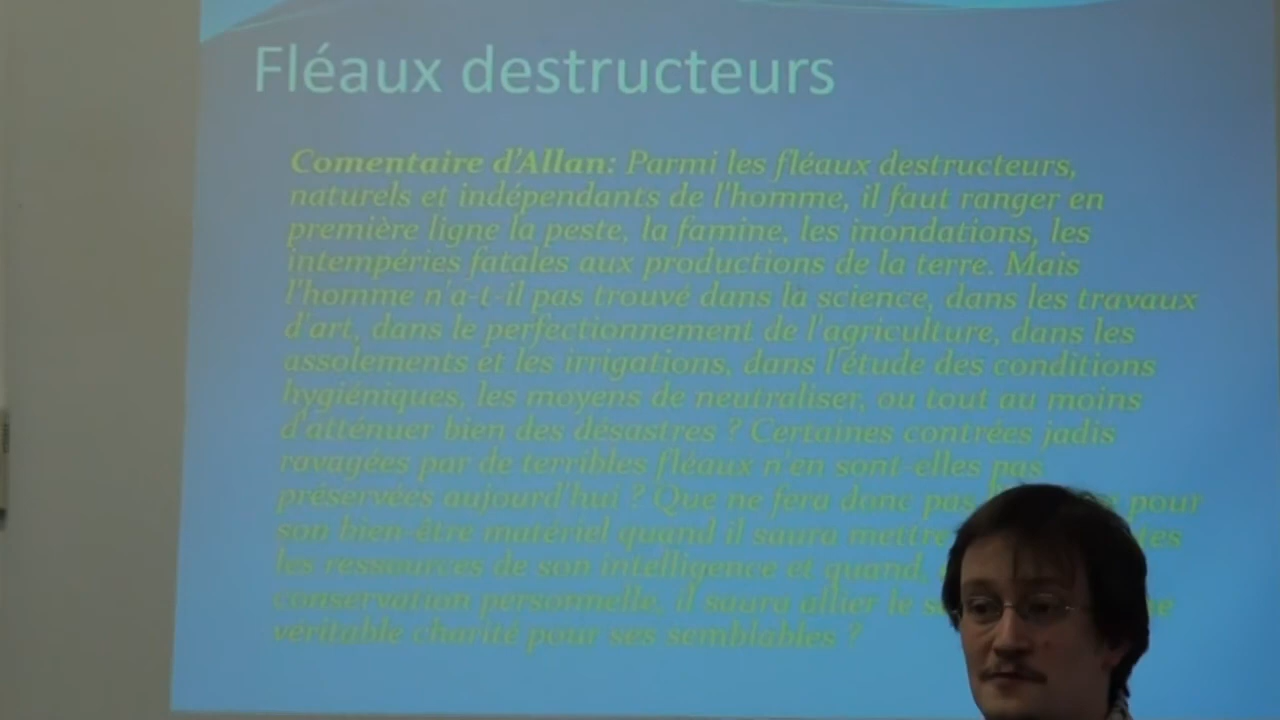 Fléaux destructeurs
Comentaire d'Allan: Parmi les fléaux destructeurs,
naturels et indépendants de l'homme, il faut ranger en
première ligne la peste, la famine, les inondations, les
intempéries fatales aux productions de la terre. Mais
l'homme n'a-t-il pas trouvé dans la science, dans les travaux
d'art, dans le perfectionnement de l'agriculture, dans les
assolements et les irrigations, dans l'étude des conditions
hygiéniques, les moyens de neutraliser, ou tout au moins
d'atténuer bien des désastres ? Certaines contrées jadis
ravagées par de terribles fléaux n'en sont-elles pas
préservées aujourd'hui ? Que ne fera donc pas pour
son bien-être matériel quand il saura mettre
les ressources de son intelligence et quand,
conservation personnelle, il saura allier le
véritable charité pour ses semblables ?